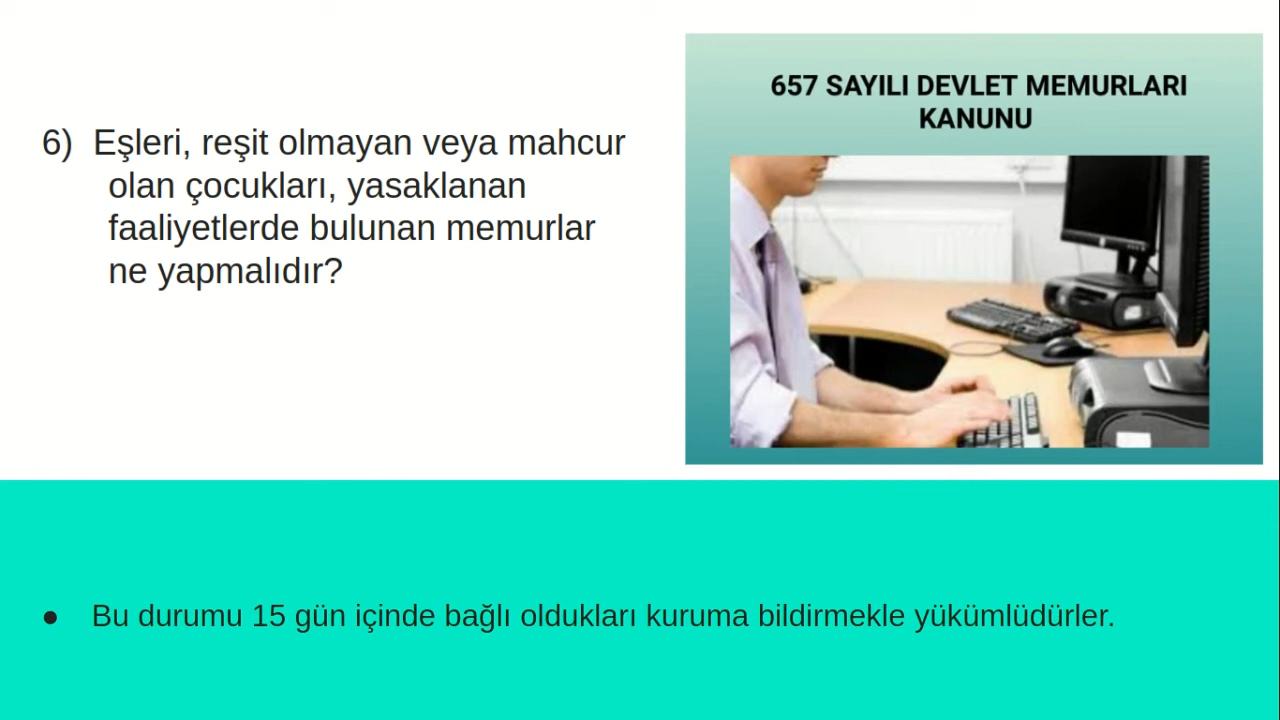 6) Eşleri, reşit olmayan veya mahcur
olan çocukları, yasaklanan
faaliyetlerde bulunan memurlar
ne yapmalıdır?
657 SAYILI DEVLET MEMURLARI
KANUNU
● Bu durumu 15 gün içinde bağlı oldukları kuruma bildirmekle yükümlüdürler.